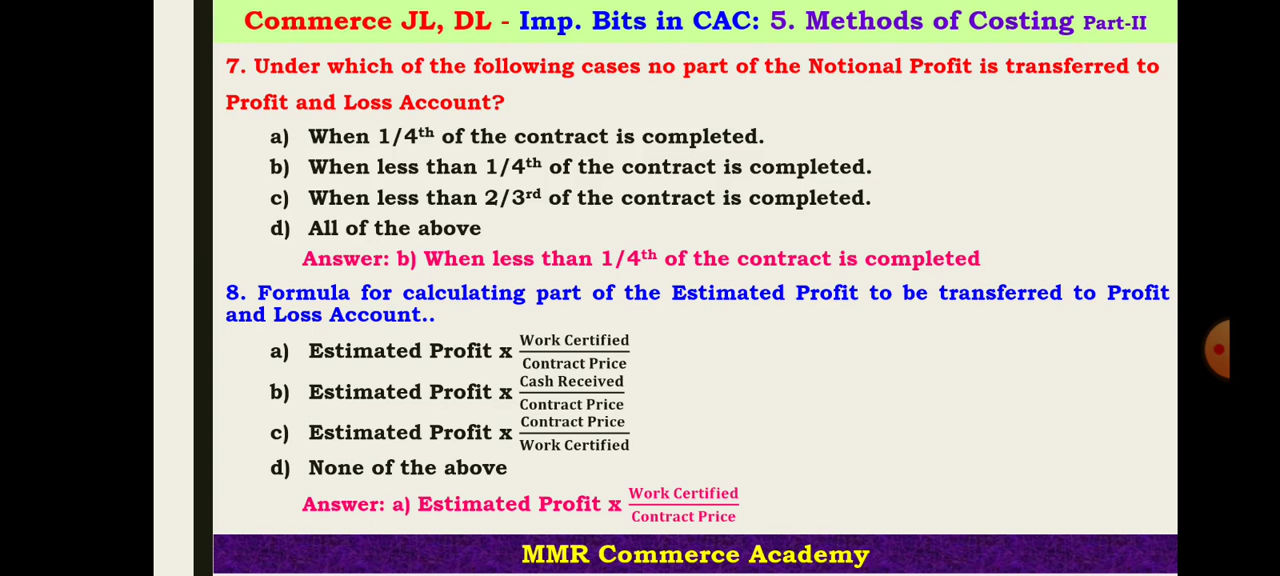 Commerce JL, DL - Imp. Bits in CAC: 5. Methods of Costing Part-II
7. Under which of the following cases no part of the Notional Profit is transferred to
Profit and Loss Account?
a) When 1/4th of the contract is completed.
b) When less than 1/4th of the contract is completed.
c) When less than 2/3rd of the contract is completed.
d) All of the above
Answer: b) When less than 1/4th of the contract is completed
8. Formula for calculating part of the Estimated Profit to be transferred to Profit
and Loss Account..
a) Estimated Profit x Work Certified / Contract Price
b) Estimated Profit x Cash Received / Contract Price
c) Estimated Profit x Contract Price / Work Certified
d) None of the above
Answer: a) Estimated Profit x Work Certified / Contract Price
MMR Commerce Academy